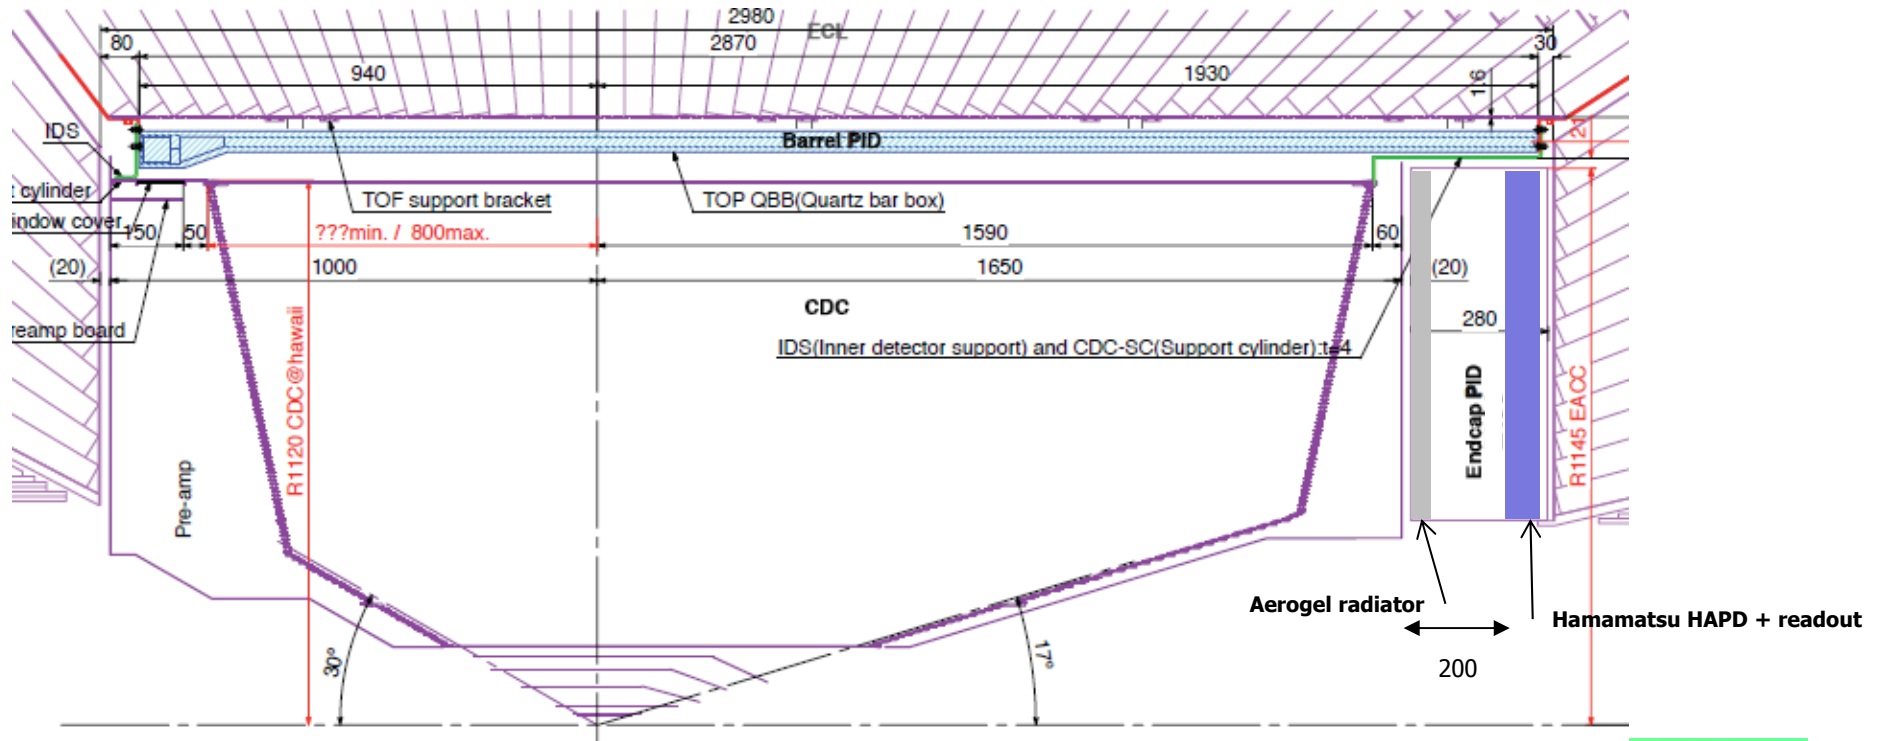 2980
ECL
80
2870
30
940
1930
16
IDS
21
Barrel PID
t cylinder
TOF support bracket
TOP QBB(Quartz bar box)
indow cover
150
50
???min. / 800max.
1590
60
(20)
1000
1650
(20)
CDC
reamp board
280
IDS(Inner detector support) and CDC-SC(Support cylinder):t=4
R1120 CDC@hawaii
Endcap PID
R1145 EACC
Pre-amp
Aerogel radiator
Hamamatsu HAPD + readout
30°
17°
200